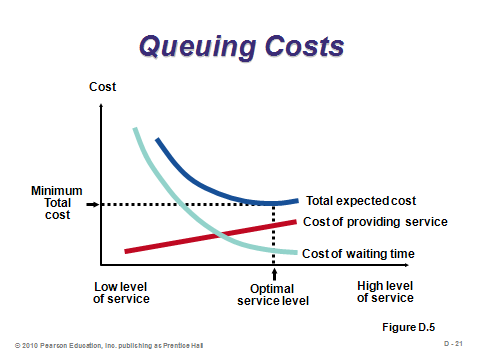 Queuing Costs
Cost
Minimum
Total
cost
Total expected cost
Cost of providing service
Cost of waiting time
Low level
of service
Optimal
service level
High level
of service
Figure D.5
© 2010 Pearson Education, Inc. publishing as Prentice Hall
D - 21